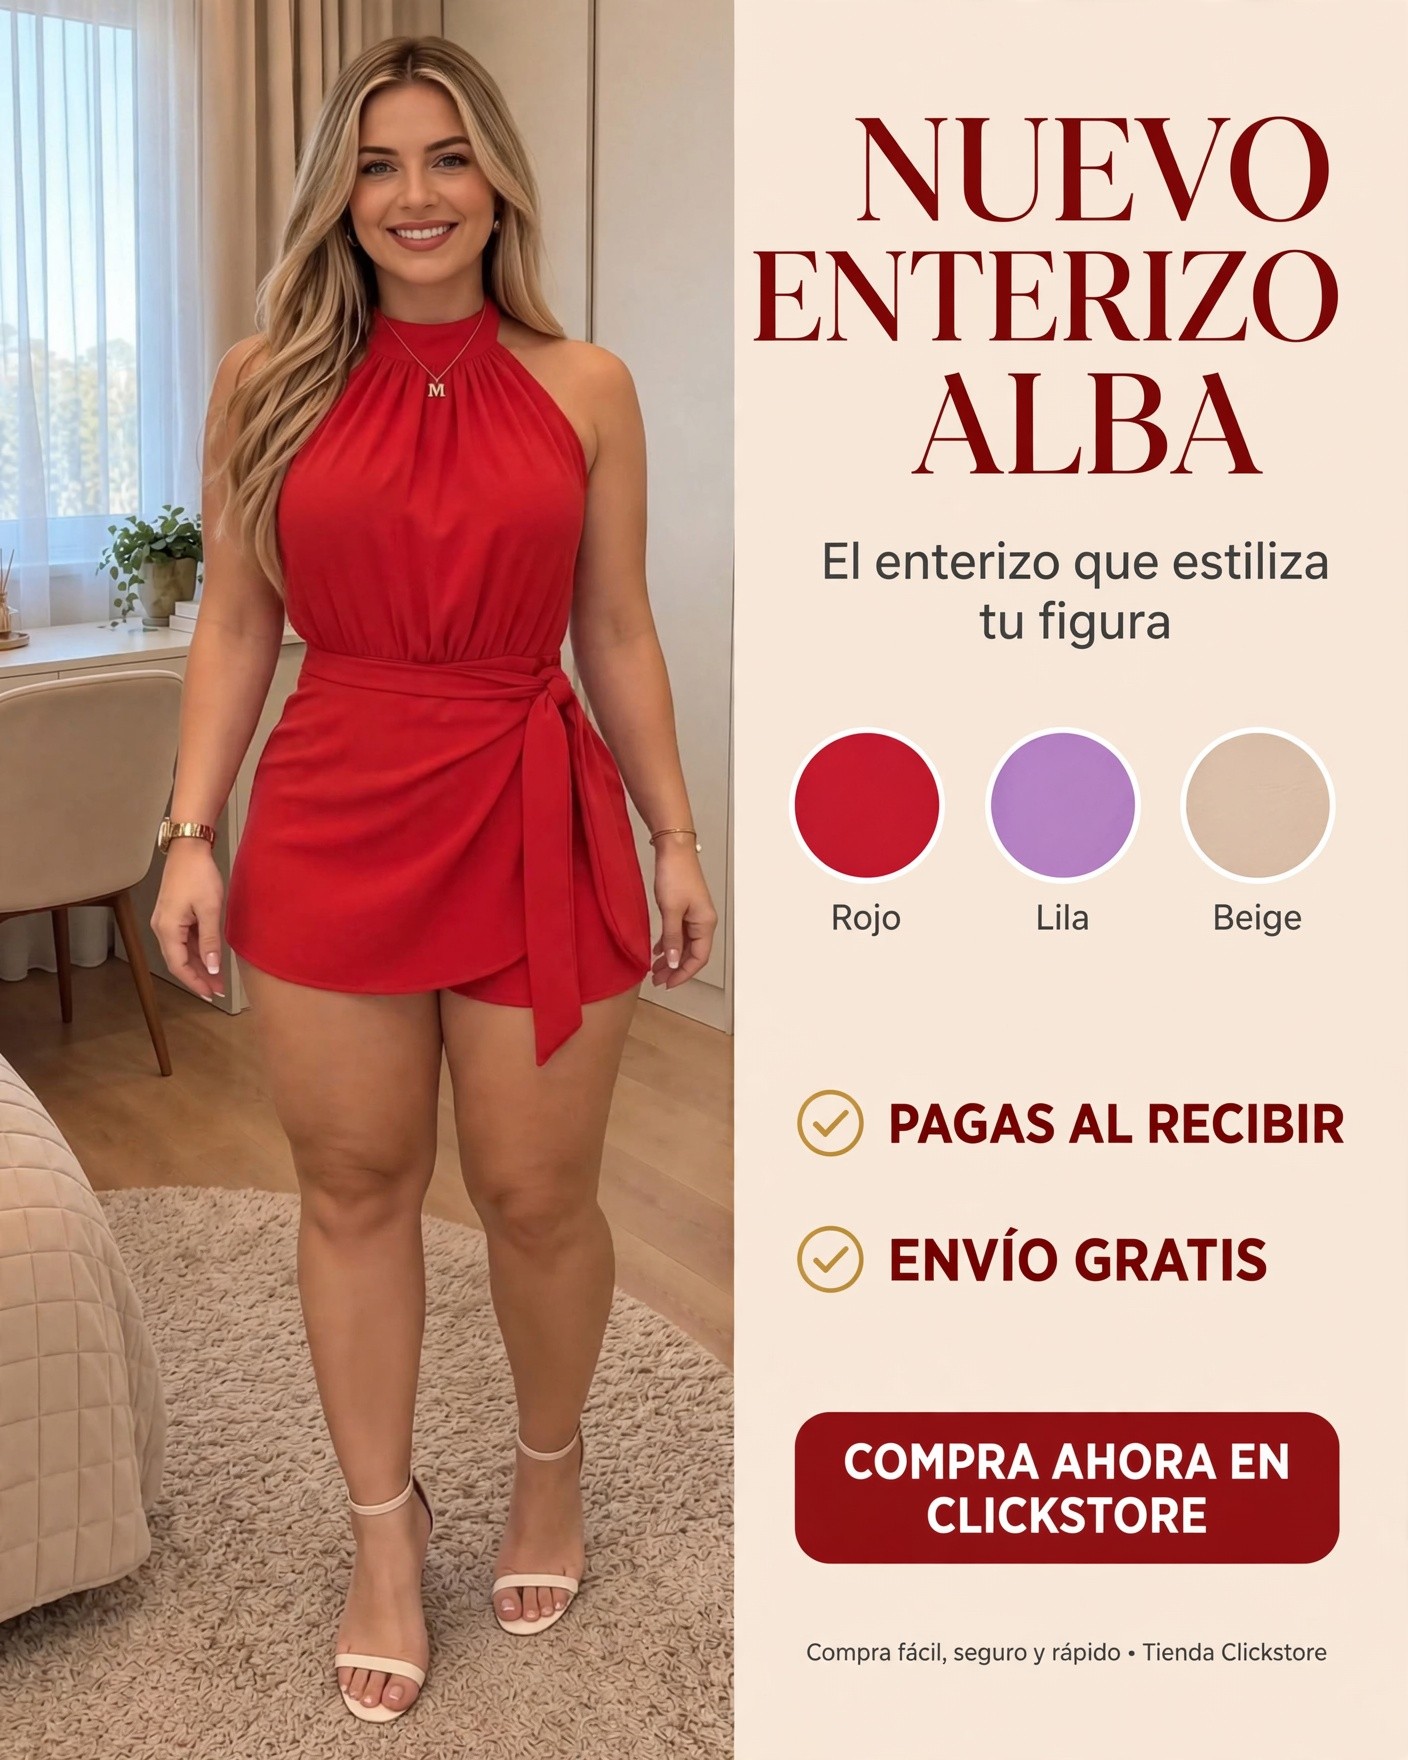 NUEVO
ENTERIZO
ALBA
El enterizo que estiliza
tu figura
Rojo
Lila
Beige
PAGAS AL RECIBIR
ENVÍO GRATIS
COMPRA AHORA EN
CLICKSTORE
Compra fácil, seguro y rápido • Tienda Clickstore
M